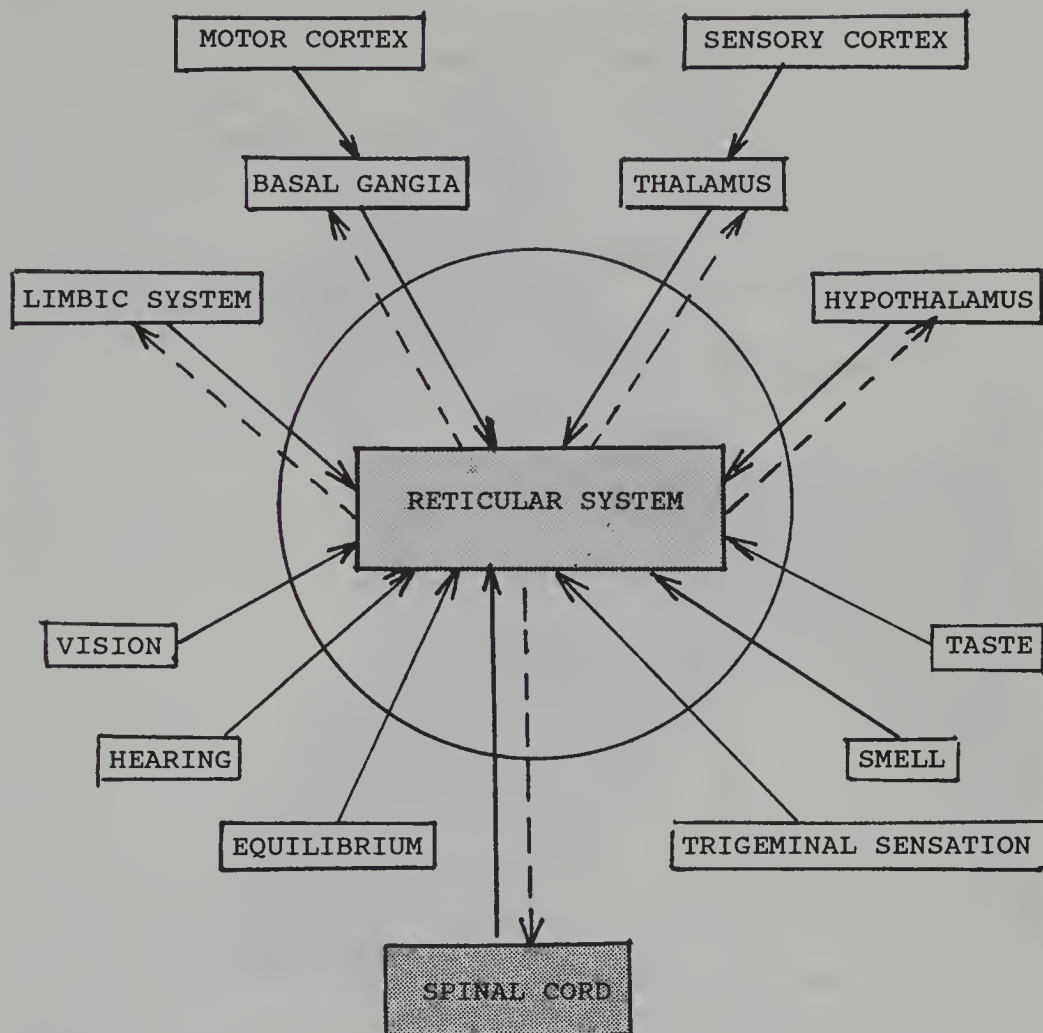 MOTOR CORTEX
SENSORY CORTEX
BASAL GANGIA
THALAMUS
LIMBIC SYSTEM
HYPOTHALAMUS
RETICULAR SYSTEM
VISION
TASTE
HEARING
SMELL
EQUILIBRIUM
TRIGEMINAL SENSATION
SPINAL CORD